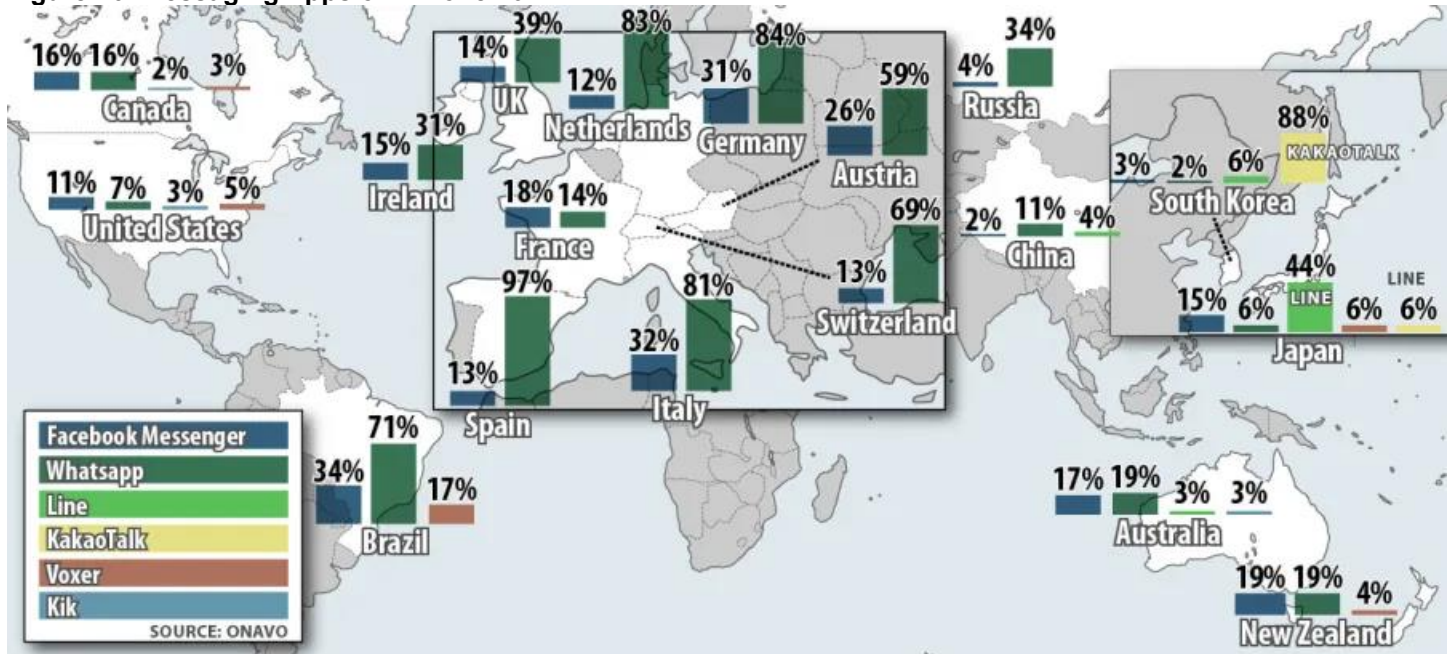 16% 16% 2% 3%
Canada
11% 7% 3% 5%
United States
15% 31%
Ireland
14% 39%
UK
12% 83%
Netherlands
31% 84%
Germany
26% 59%
Austria
18% 14%
France
13% 69%
Switzerland
13% 97%
Spain
32% 81%
Italy
4% 34%
Russia
2% 11% 4%
China
3% 2% 6% 88%
KAKAOTALK
South Korea
15% 6% 44% 6% 6%
LINE
LINE
Japan
34% 71% 17%
Brazil
17% 19% 3% 3%
Australia
19% 19% 4%
New Zealand
Facebook Messenger
Whatsapp
Line
KakaoTalk
Voxer
Kik
SOURCE: ONAVO